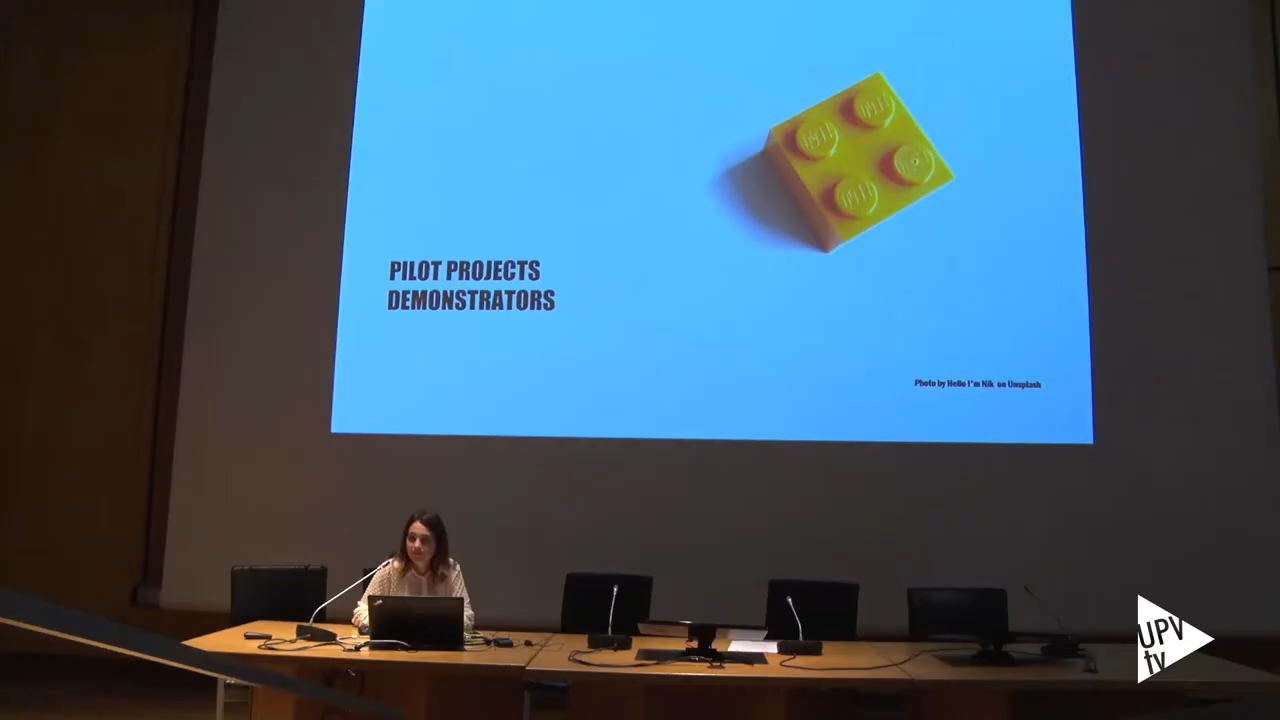 PILOT PROJECTS
DEMONSTRATORS
Photo by Hello I'm Nik on Unsplash
UPV
tv